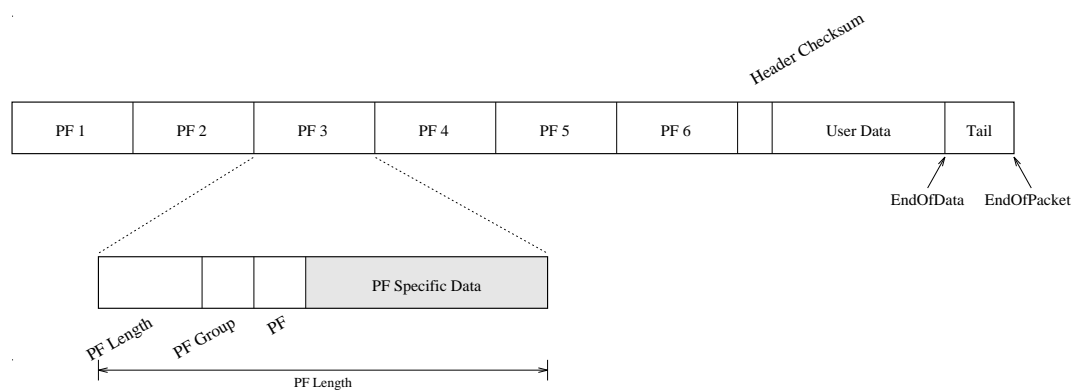 Header Checksum
PF 1 PF 2 PF 3 PF 4 PF 5 PF 6 User Data Tail
EndOfData EndOfPacket
PF Specific Data
PF Length PF Group PF
PF Length